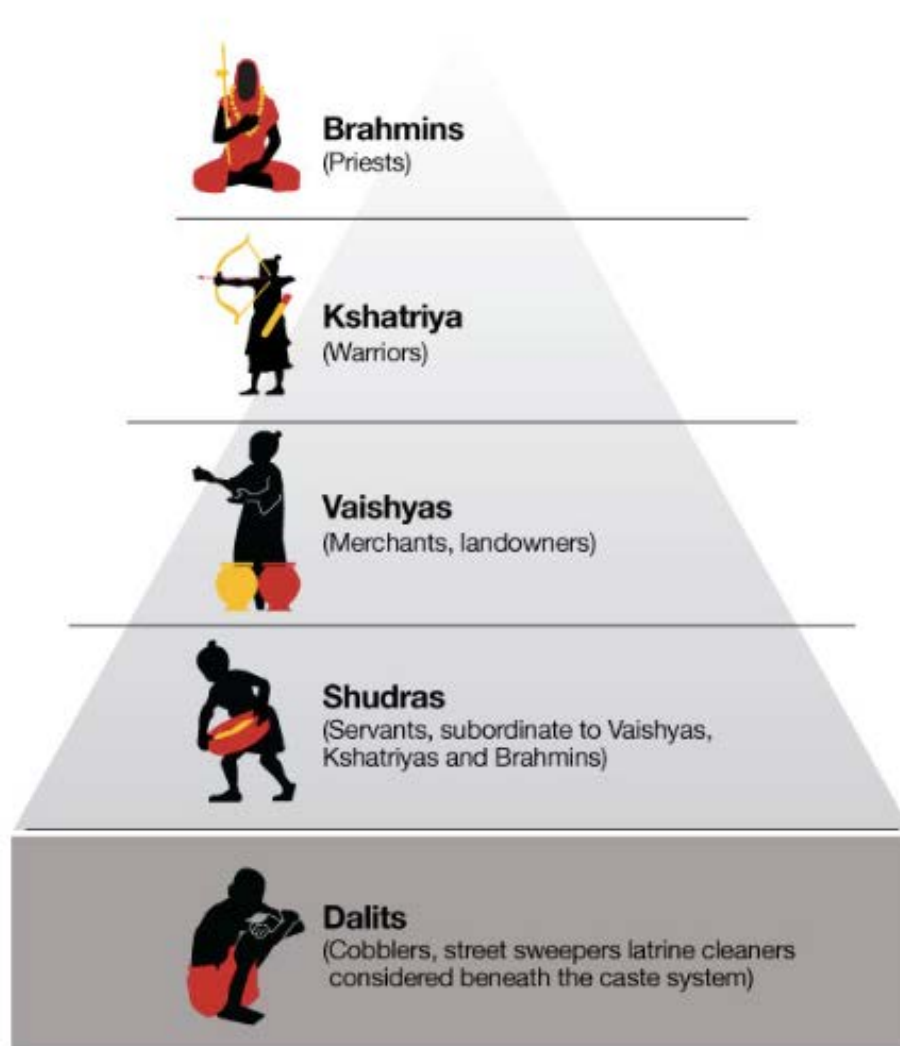 Brahmins
(Priests)
Kshatriya
(Warriors)
Vaishyas
(Merchants, landowners)
Shudras
(Servants, subordinate to Vaishyas,
Kshatriyas and Brahmins)
Dalits
(Cobblers, street sweepers latrine cleaners
considered beneath the caste system)